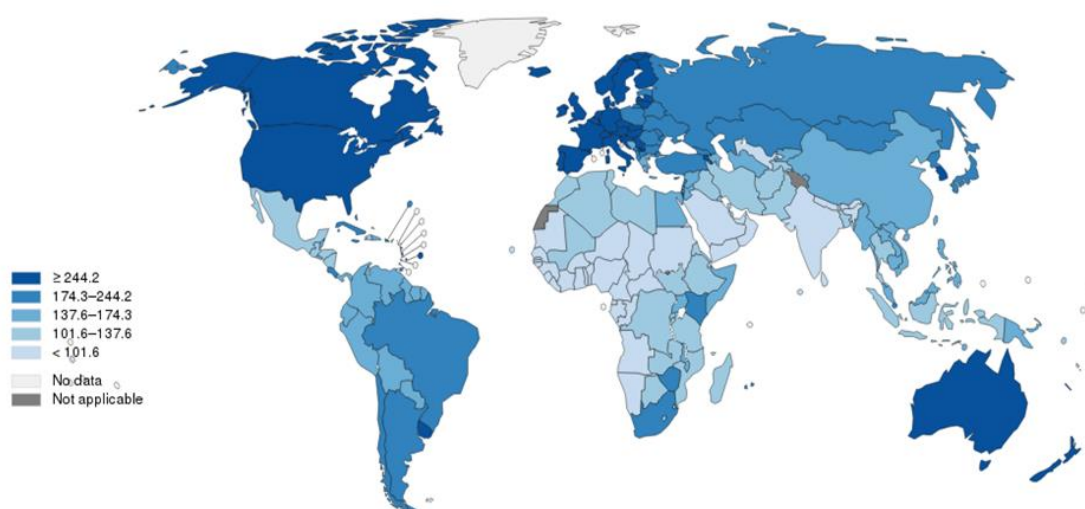 ≥ 244.2
174.3–244.2
137.6–174.3
101.6–137.6
< 101.6
No data
Not applicable